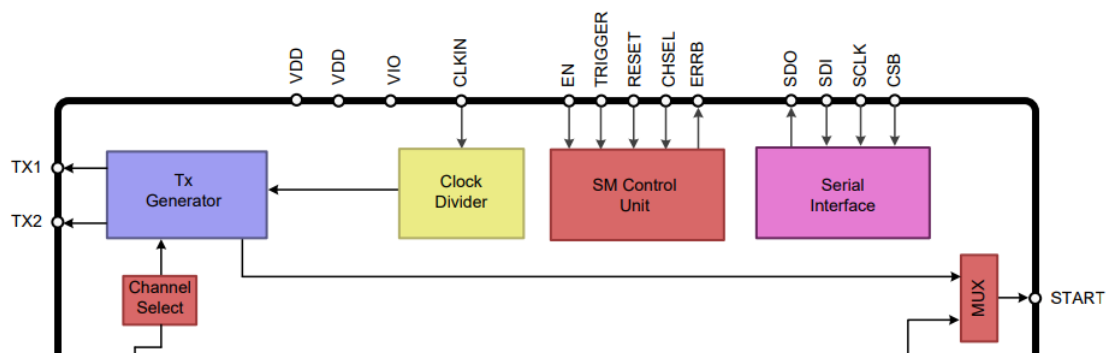 VDD
VDD
VIO
CLKIN
EN
TRIGGER
RESET
CHSEL
ERRB
SDO
SDI
SCLK
CSB
TX1
TX2
Tx
Generator
Clock
Divider
SM Control
Unit
Serial
Interface
Channel
Select
MUX
START